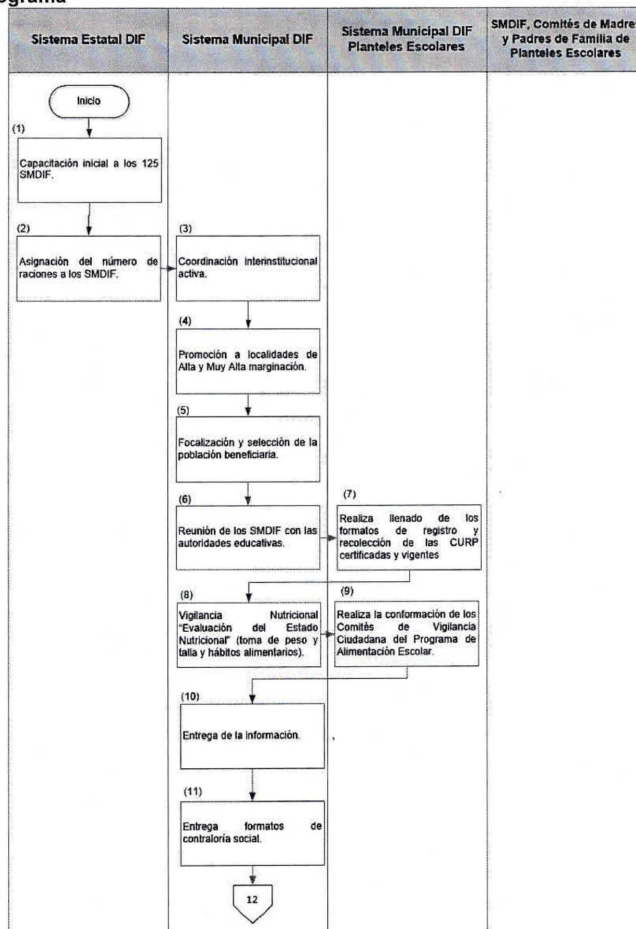 ograma
Sistema Estatal DIF
Sistema Municipal DIF
Sistema Municipal DIF
Planteles Escolares
SMDIF, Comités de Madres
y Padres de Familia de
Planteles Escolares
Inicio
(1)
Capacitación inicial a los 125
SMDIF.
(2)
Asignación del número de
raciones a los SMDIF.
(3)
Coordinación interinstitucional
activa.
(4)
Promoción a localidades de
Alta y Muy Alta marginación.
(5)
Focalización y selección de la
población beneficiaria.
(6)
Reunión de los SMDIF con las
autoridades educativas.
(7)
Realiza llenado de los
formatos de registro y
recolección de las CURP
certificadas y vigentes
(8)
Vigilancia Nutricional
"Evaluación del Estado
Nutricional" (toma de peso y
talla y hábitos alimentarios).
(9)
Realiza la conformación de los
Comités de Vigilancia
Ciudadana del Programa de
Alimentación Escolar.
(10)
Entrega de la información.
(11)
Entrega formatos de
contraloría social.
12